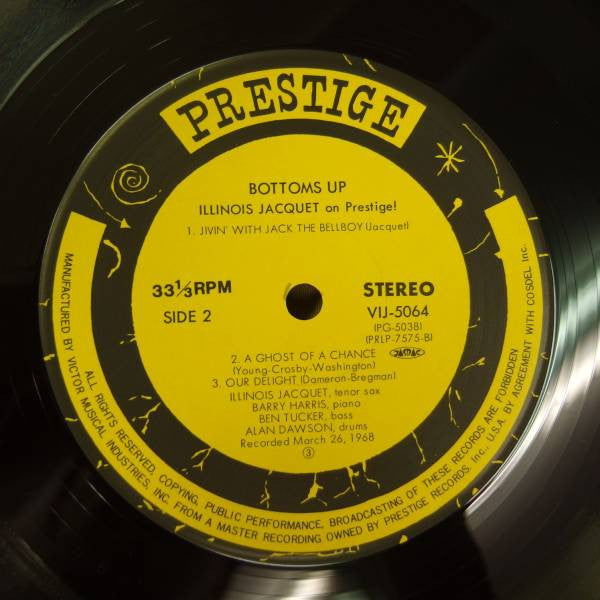 PRESTIGE
BOTTOMS UP
ILLINOIS JACQUET on Prestige!
1. JIVIN' WITH JACK THE BELLBOY (Jacquet)
33⅓RPM
STEREO
SIDE 2
VIJ-5064
(PG-5038)
(PRLP-7575-B)
JASRAC
2. A GHOST OF A CHANCE
(Young-Crosby-Washington)
3. OUR DELIGHT (Dameron-Bregman)
ILLINOIS JACQUET, tenor sax
BARRY HARRIS, piano
BEN TUCKER, bass
ALAN DAWSON, drums
Recorded March 26, 1968
③
ALL RIGHTS RESERVED, COPYING, PUBLIC PERFORMANCE, BROADCASTING OF THESE RECORDS ARE FORBIDDEN
MANUFACTURED BY VICTOR MUSICAL INDUSTRIES, INC. FROM A MASTER RECORDING OWNED BY PRESTIGE RECORDS, Inc., U.S.A. BY AGREEMENT WITH COSDEL Inc.